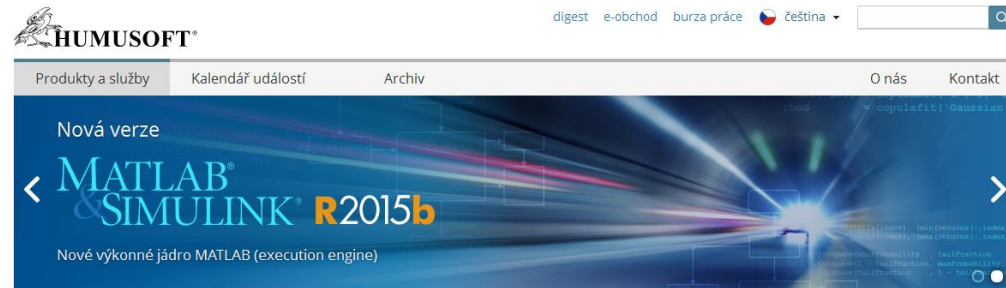 digest e-obchod burza práce čeština
HUMUSOFT®
Produkty a služby Kalendář událostí Archiv O nás Kontakt
Nová verze
MATLAB®
&SIMULINK® R2015b
Nové výkonné jádro MATLAB (execution engine)
= copulafit('Gaussian